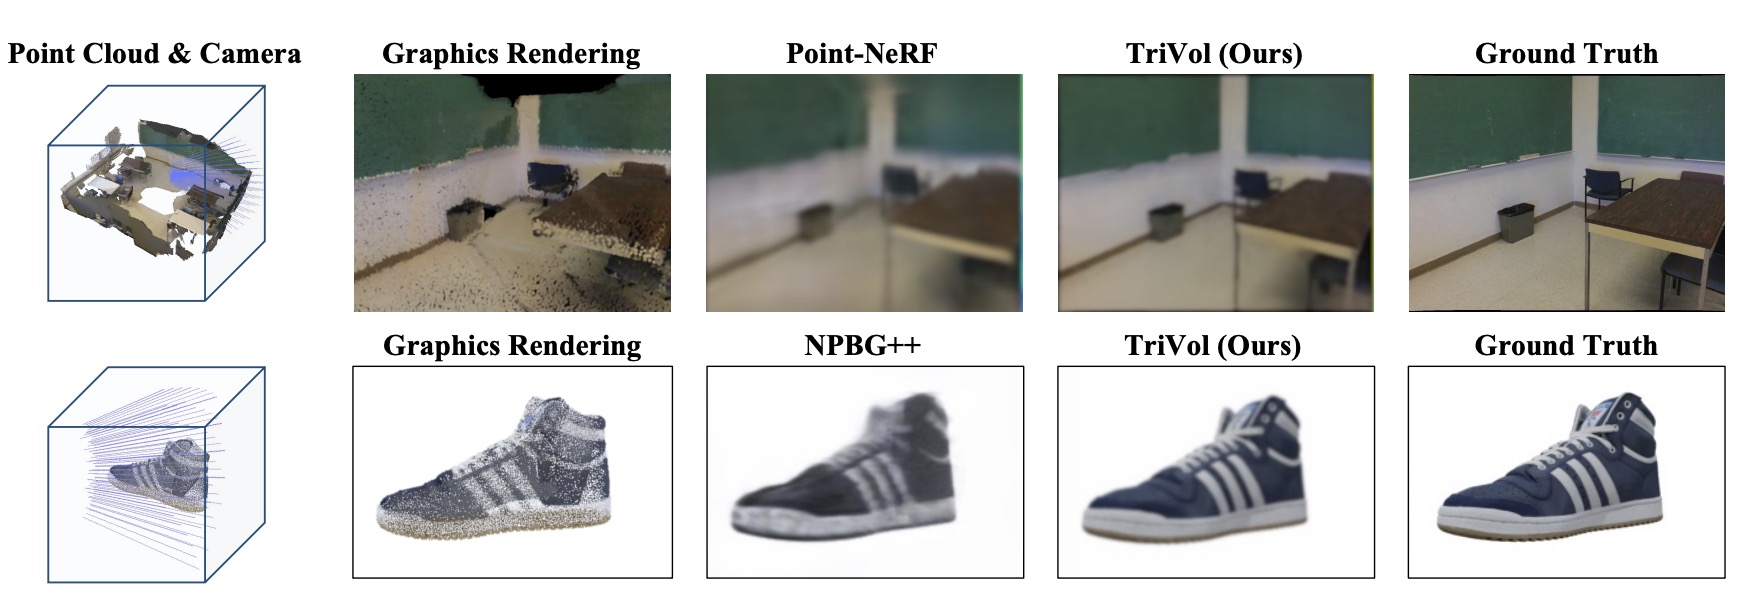 Point Cloud & Camera
Graphics Rendering
Point-NeRF
TriVol (Ours)
Ground Truth
Graphics Rendering
NPBG++
TriVol (Ours)
Ground Truth